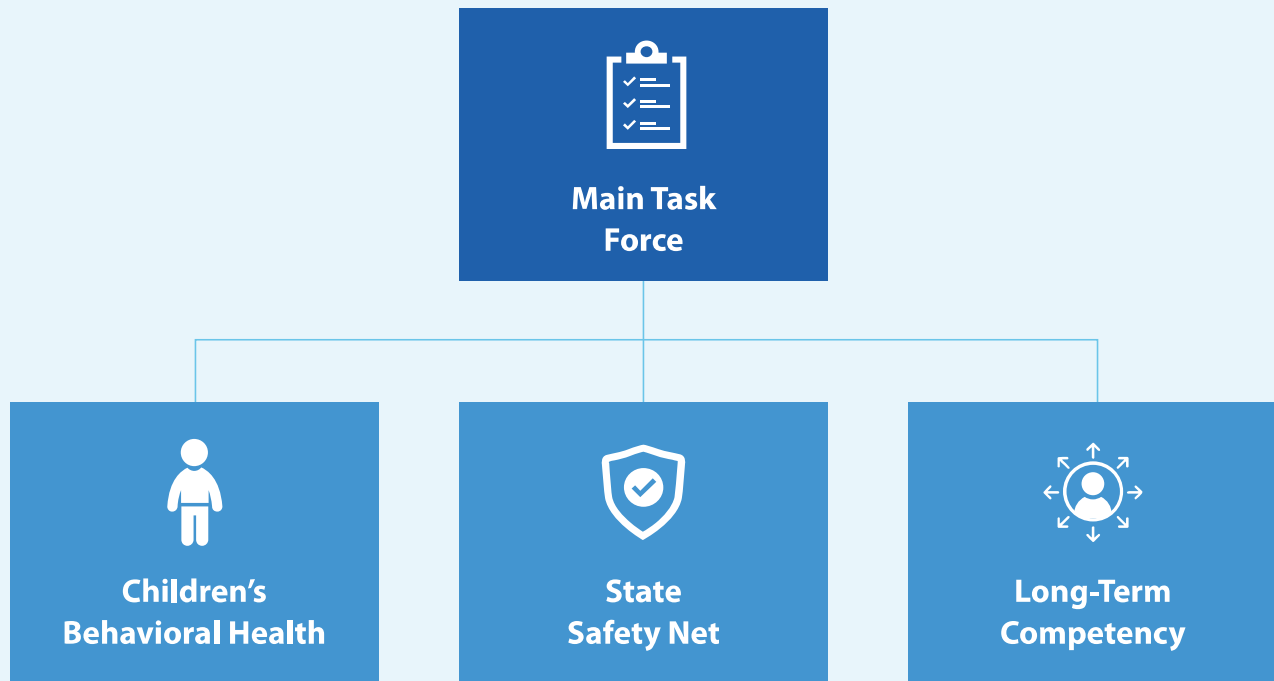 Main Task
Force
Children’s
Behavioral Health
State
Safety Net
Long-Term
Competency